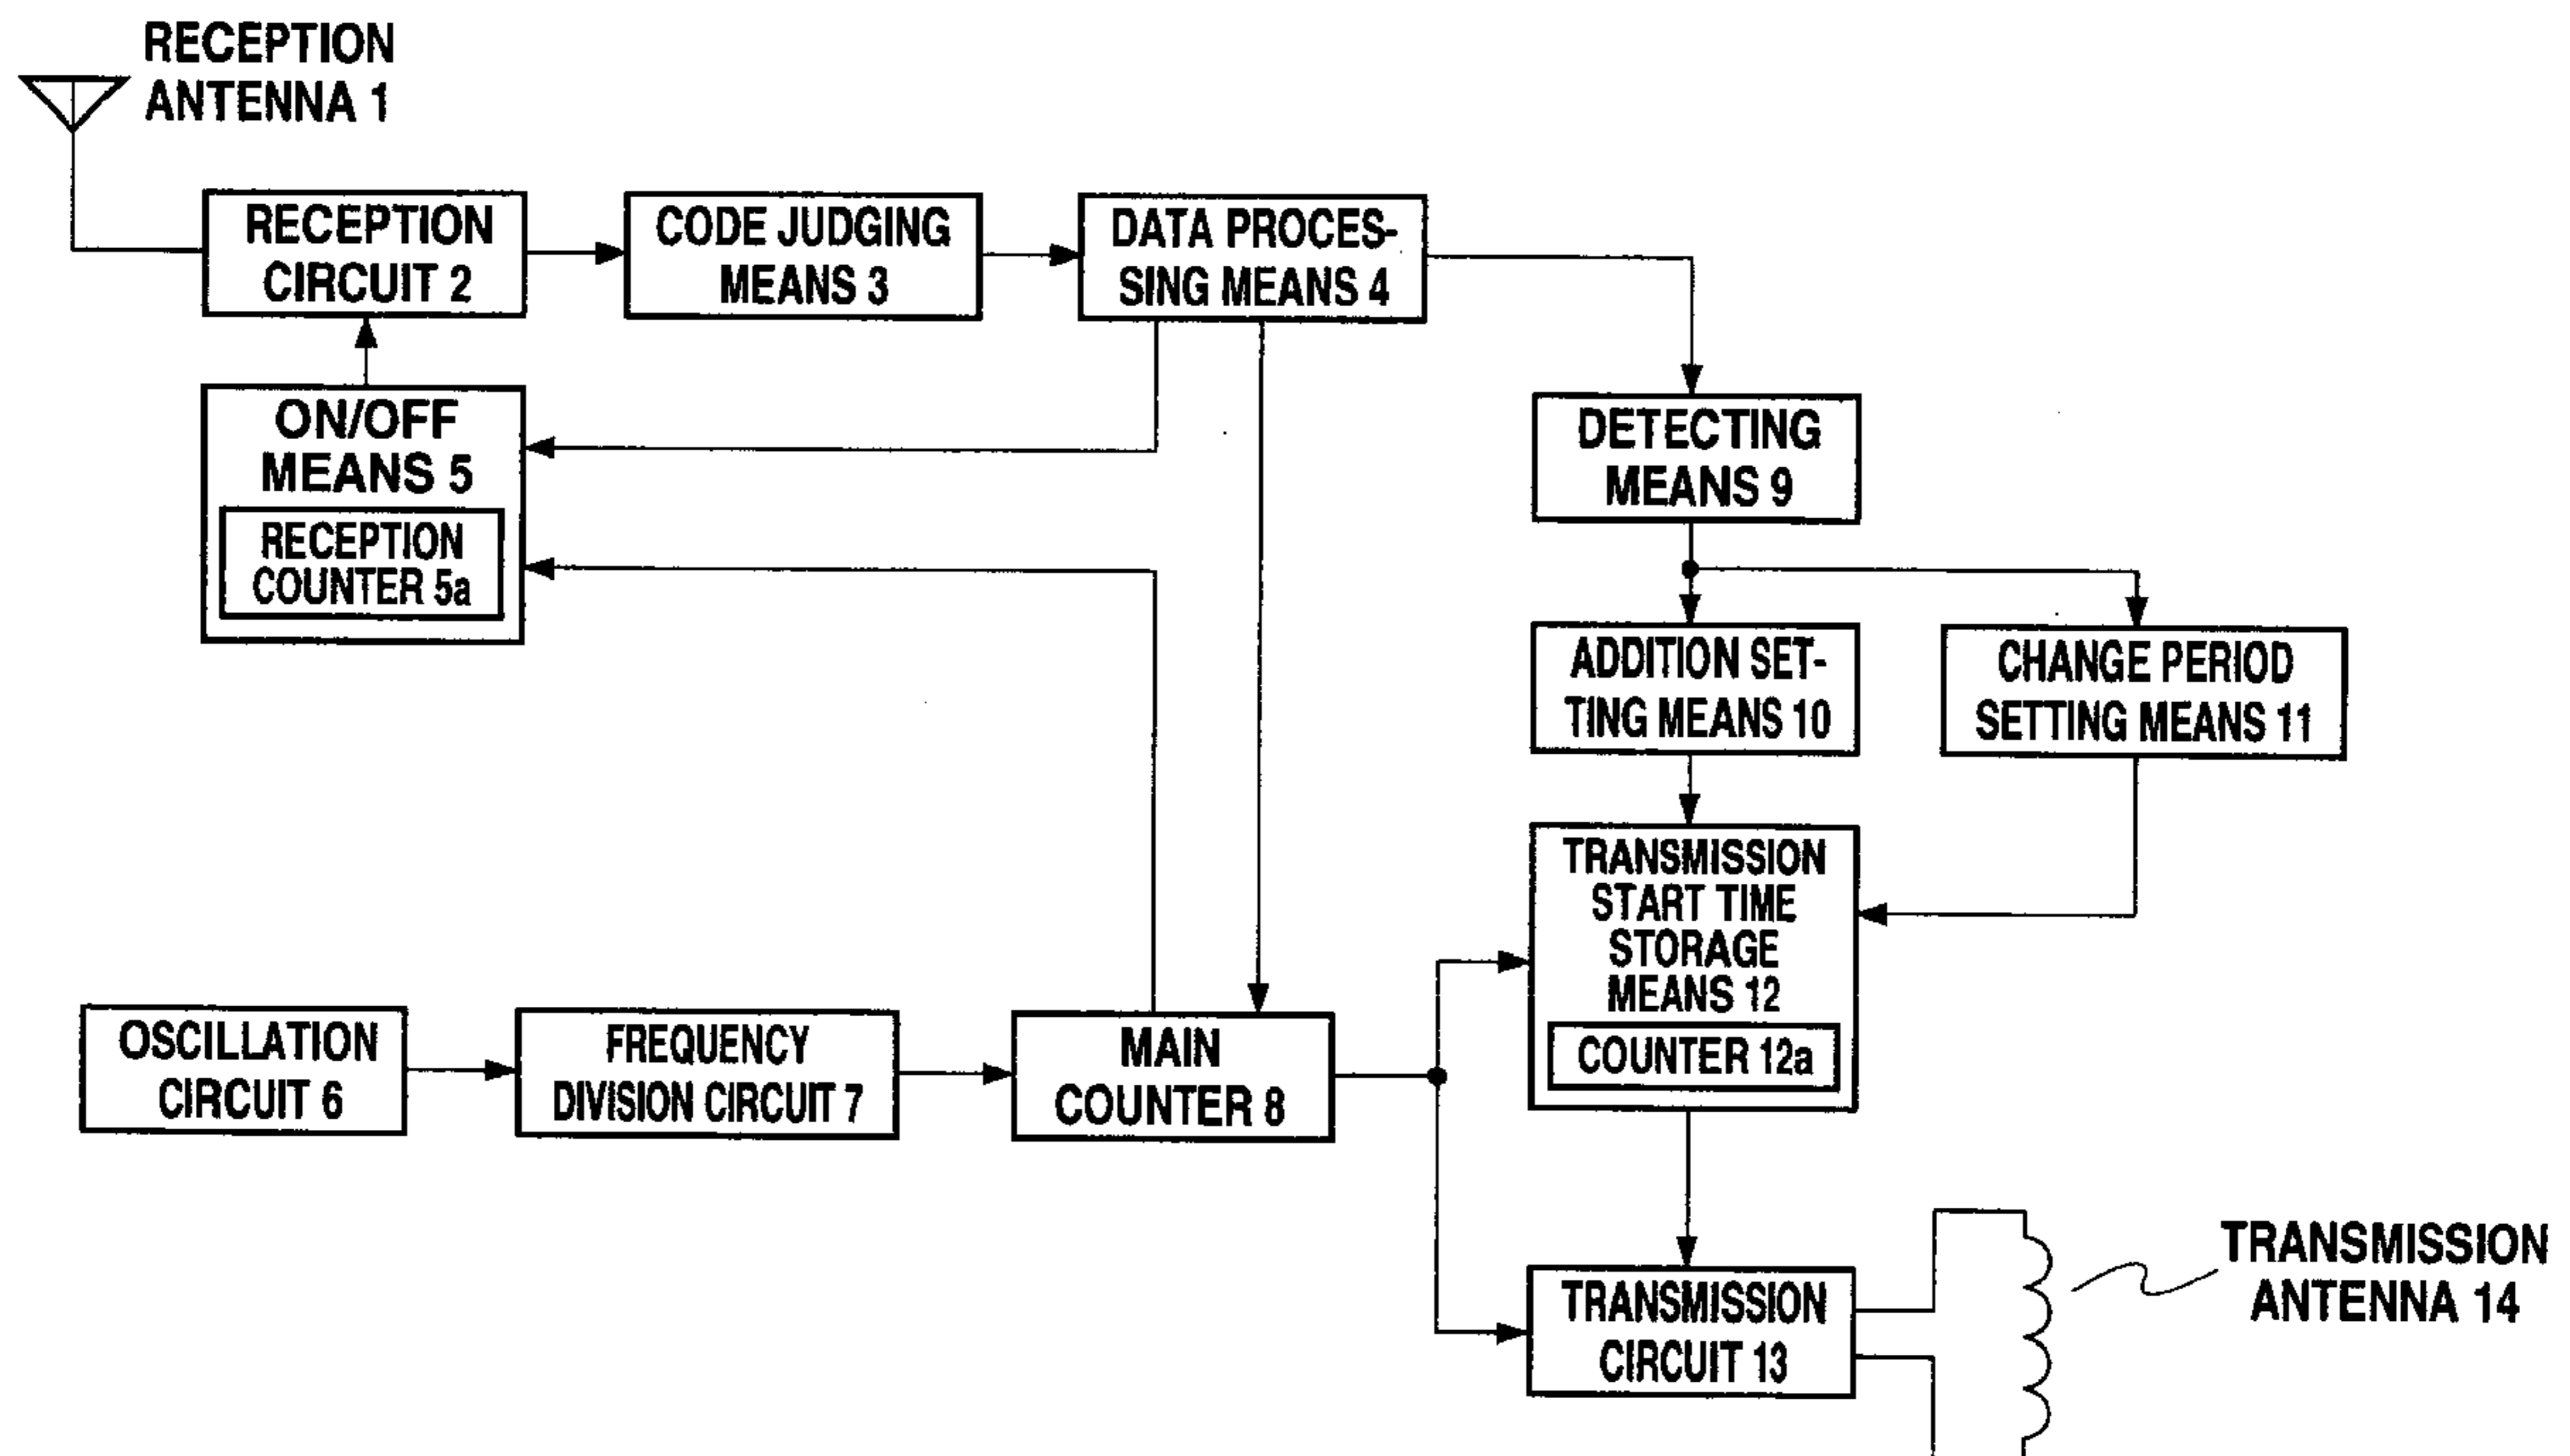 RECEPTION
ANTENNA 1
RECEPTION
CIRCUIT 2
CODE JUDGING
MEANS 3
DATA PROCES-
SING MEANS 4
ON/OFF
MEANS 5
RECEPTION
COUNTER 5a
DETECTING
MEANS 9
ADDITION SET-
TING MEANS 10
CHANGE PERIOD
SETTING MEANS 11
TRANSMISSION
START TIME
STORAGE
MEANS 12
COUNTER 12a
OSCILLATION
CIRCUIT 6
FREQUENCY
DIVISION CIRCUIT 7
MAIN
COUNTER 8
TRANSMISSION
CIRCUIT 13
TRANSMISSION
ANTENNA 14